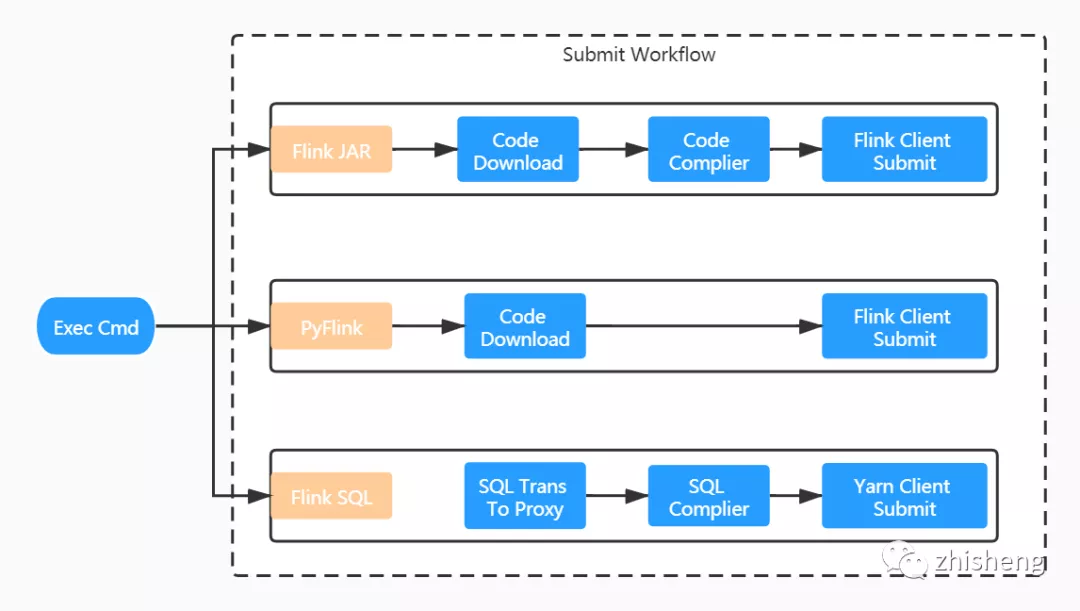 Submit Workflow
Flink JAR
Code
Download
Code
Complier
Flink Client
Submit
Exec Cmd
PyFlink
Code
Download
Flink Client
Submit
Flink SQL
SQL Trans
To Proxy
SQL
Complier
Yarn Client
Submit
zhisheng